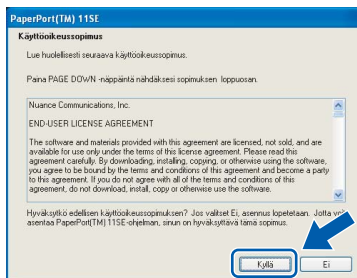 PaperPort(TM) 11SE
Käyttöoikeussopimus
Lue huolellisesti seuraava käyttöoikeussopimus.
Paina PAGE DOWN -näppäintä nähdäksesi sopimuksen loppuosan.
Nuance Communications, Inc.
END-USER LICENSE AGREEMENT
The software and materials provided with this agreement are licensed, not sold, and are
available for use only under the terms of this license agreement. Please read this
agreement carefully. By downloading, installing, copying, or otherwise using the software,
you agree to be bound by the terms and conditions of this agreement and become a party
to this agreement. If you do not agree with all of the terms and conditions of this
agreement, do not download, install, copy or otherwise use the software.
Hyväksytkö edellisen käyttöoikeussopimuksen? Jos valitset Ei, asennus lopetetaan. Jotta
asentaa PaperPort(TM) 11SE-ohjelman, sinun on hyväksyttävä tämä sopimus.
Kyllä
Ei